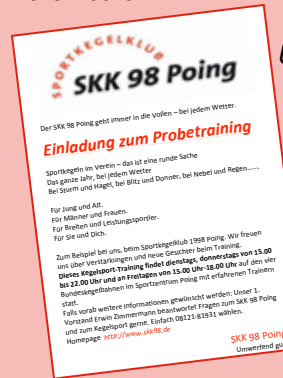 SPORTKEGELKLUB
SKK 98 Poing
Der SKK 98 Poing geht immer in die Vollen – bei jedem Wetter.
Einladung zum Probetraining
Sportkegeln im Verein – das ist eine runde Sache
Das ganze Jahr, bei jedem Wetter
Bei Sturm und Hagel, bei Blitz und Donner, bei Nebel und Regen......,
Für Jung und Alt.
Für Männer und Frauen.
Für Breiten und Leistungssportler.
Für Sie und Dich.
Zum Beispiel bei uns, beim Sportkegelklub 1998 Poing. Wir freuen
uns über Verstärkungen und neue Gesichter beim Training.
Dieses Kegelsport-Training findet dienstags, donnerstags von 15.00
bis 22.00 Uhr und an Freitagen von 15.00 Uhr-18.00 Uhr auf den vier
Bundeskegelbahnen im Sportzentrum Poing mit erfahrenen Trainern
statt.
Falls vorab weitere Informationen gewünscht werden: Unser 1.
Vorstand Erwin Zimmermann beantwortet Fragen zum SKK 98 Poing
und zum Kegelsport gerne. Einfach 08121-81931 wählen.
Homepage http://www.skk98.de
SKK 98 Poing
Umwerfend gu